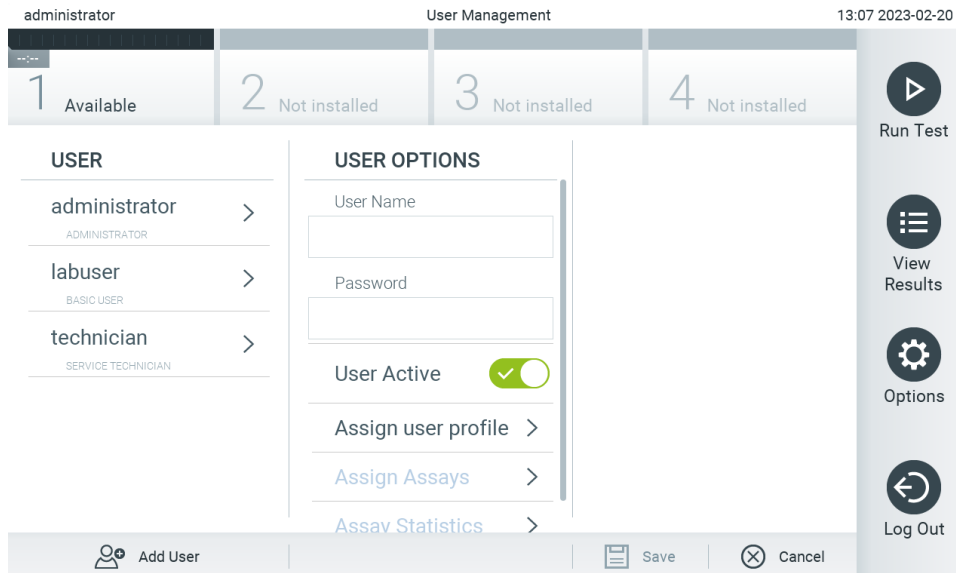 administrator
User Management
13:07 2023-02-20
--:--
1 Available
2 Not installed
3 Not installed
4 Not installed
Run Test
View
Results
Options
Log Out
USER
administrator
ADMINISTRATOR
labuser
BASIC USER
technician
SERVICE TECHNICIAN
USER OPTIONS
User Name
Password
User Active
Assign user profile
Assign Assays
Assay Statistics
Add User
Save
Cancel